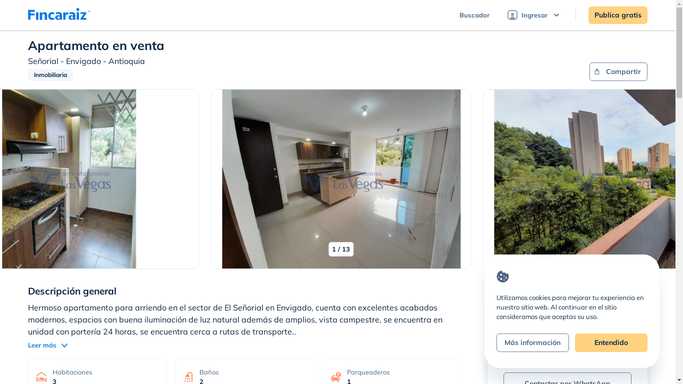 Fincaraiz
Buscador
Ingresar
Publica gratis
Apartamento en venta
Señorial - Envigado - Antioquia
Inmobiliaria
Compartir
Las Vegas
Las Vegas
Las Vegas
1 / 13
Descripción general
Hermoso apartamento para arriendo en el sector de El Señorial en Envigado, cuenta con excelentes acabados
modernos, espacios con buena iluminación de luz natural además de amplios, vista campestre, se encuentra en
unidad con portería 24 horas, se encuentra cerca a rutas de transporte..
Leer más
Habitaciones
3
Baños
2
Parqueaderos
1
Utilizamos cookies para mejorar tu experiencia en
nuestro sitio web. Al continuar en el sitio
consideramos que aceptas su uso.
Más información
Entendido
Contactar por WhatsApp